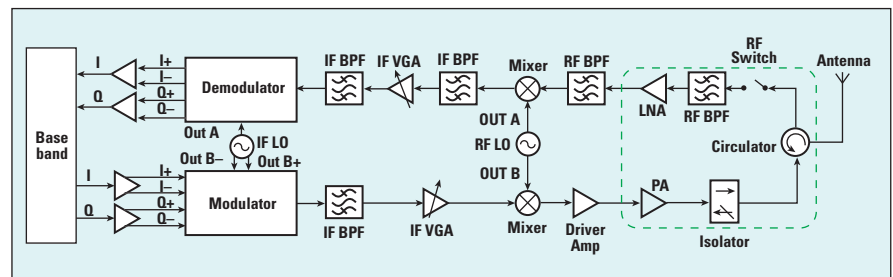 IF BPF
IF VGA
IF BPF
Mixer
RF BPF
RF
Switch
Antenna
I
I+
I–
Q
Q+
Q–
Demodulator
LNA
RF BPF
OUT A
Out A
IF LO
RF LO
Base
band
Circulator
Out B–
Out B+
OUT B
I
I+
I–
Q
Q+
Q–
Modulator
PA
IF BPF
IF VGA
Mixer
Driver
Amp
Isolator